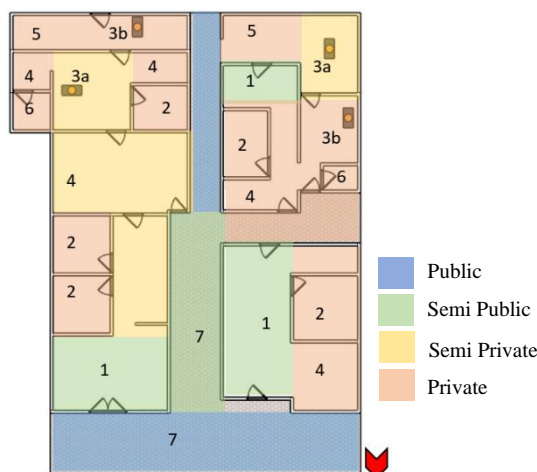 5 3b 5
3a
4 3a 4 1
6 2 2 3b
4 4 6
2
2 1 2
7
1 4
7
Public
Semi Public
Semi Private
Private